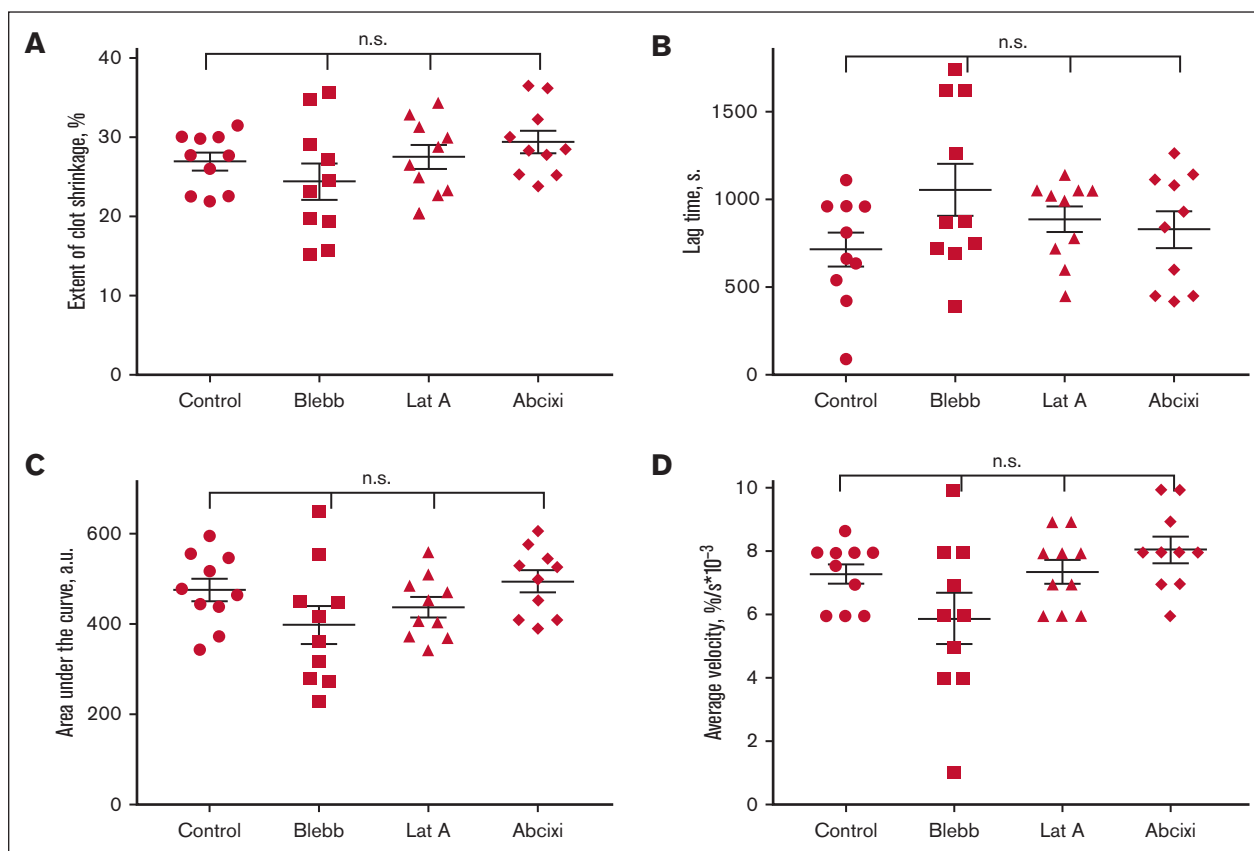 A
n.s.
40
30
20
10
0
Extent of clot shrinkage, %
Control Blebb Lat A Abcixi
B
n.s.
1500
1000
500
0
Lag time, s.
Control Blebb Lat A Abcixi
C
n.s.
600
400
200
0
Area under the curve, a.u.
Control Blebb Lat A Abcixi
D
n.s.
10
8
6
4
2
0
Average velocity, %/s*10⁻³
Control Blebb Lat A Abcixi